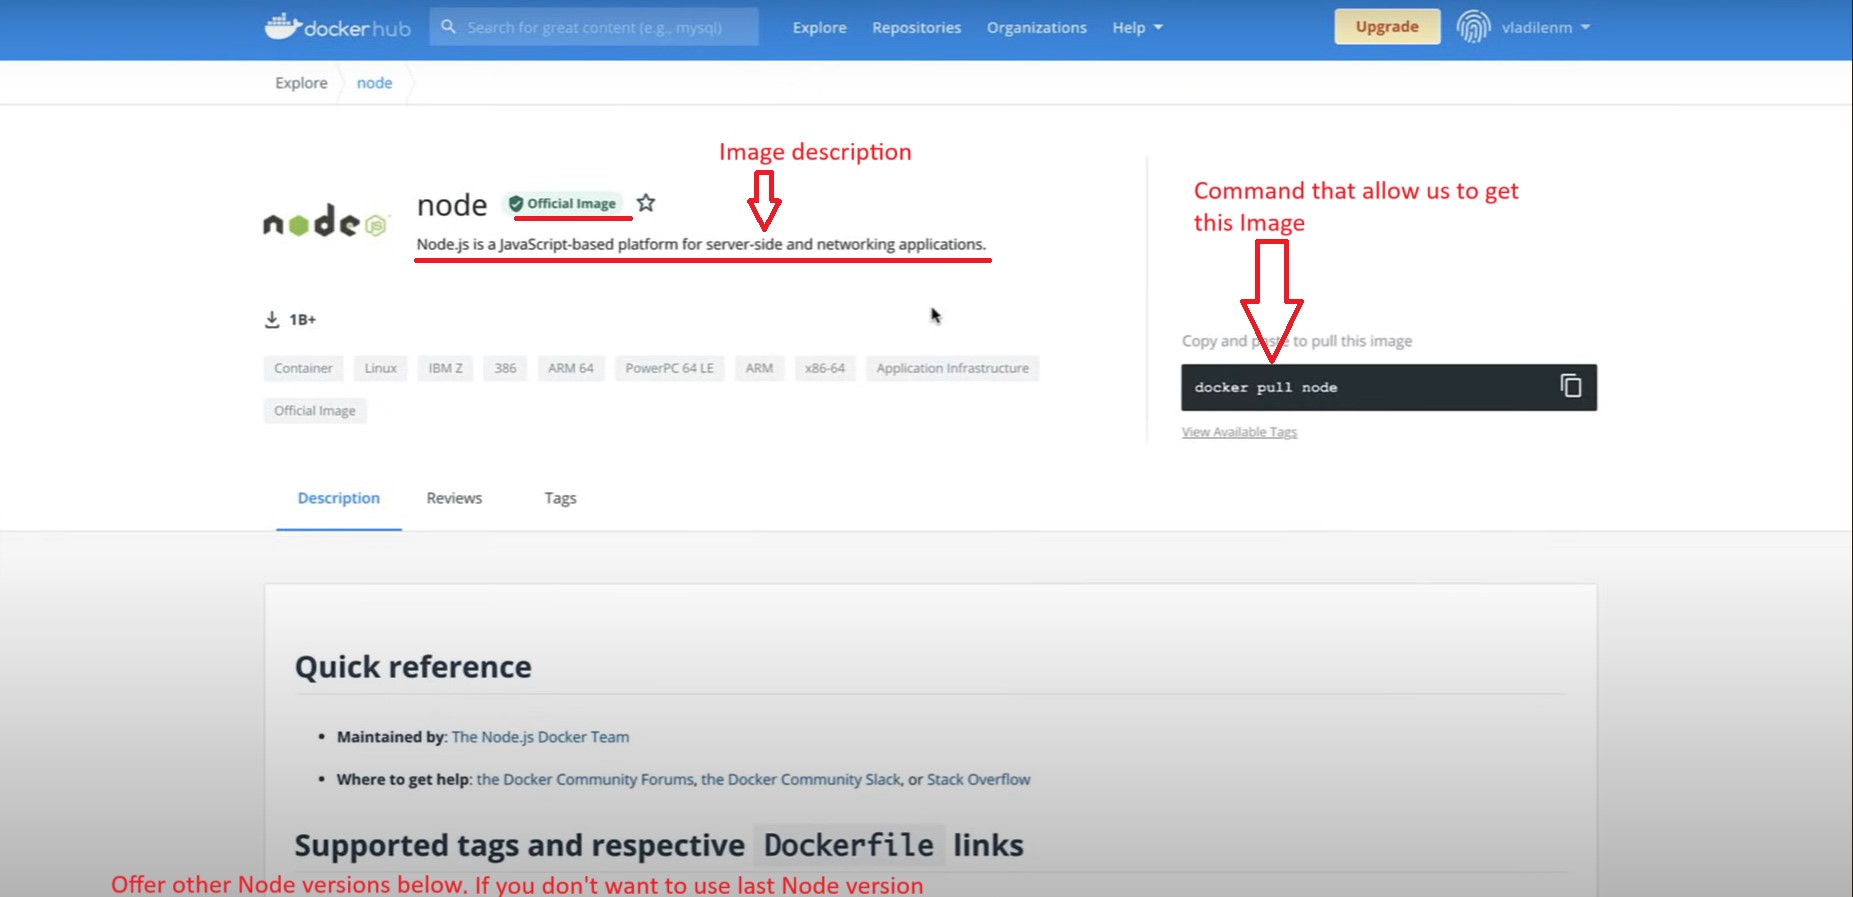 dockerhub
Search for great content (e.g., mysql)
Explore
Repositories
Organizations
Help
Upgrade
vladilenm
Explore
node
Image description
Command that allow us to get
this Image
node
JS
node
Official Image
Node.js is a JavaScript-based platform for server-side and networking applications.
1B+
Copy and paste to pull this image
Container
Linux
IBM Z
386
ARM 64
PowerPC 64 LE
ARM
x86-64
Application Infrastructure
docker pull node
Official Image
View Available Tags
Description
Reviews
Tags
Quick reference
• Maintained by: The Node.js Docker Team
• Where to get help: the Docker Community Forums, the Docker Community Slack, or Stack Overflow
Supported tags and respective Dockerfile links
Offer other Node versions below. If you don't want to use last Node version